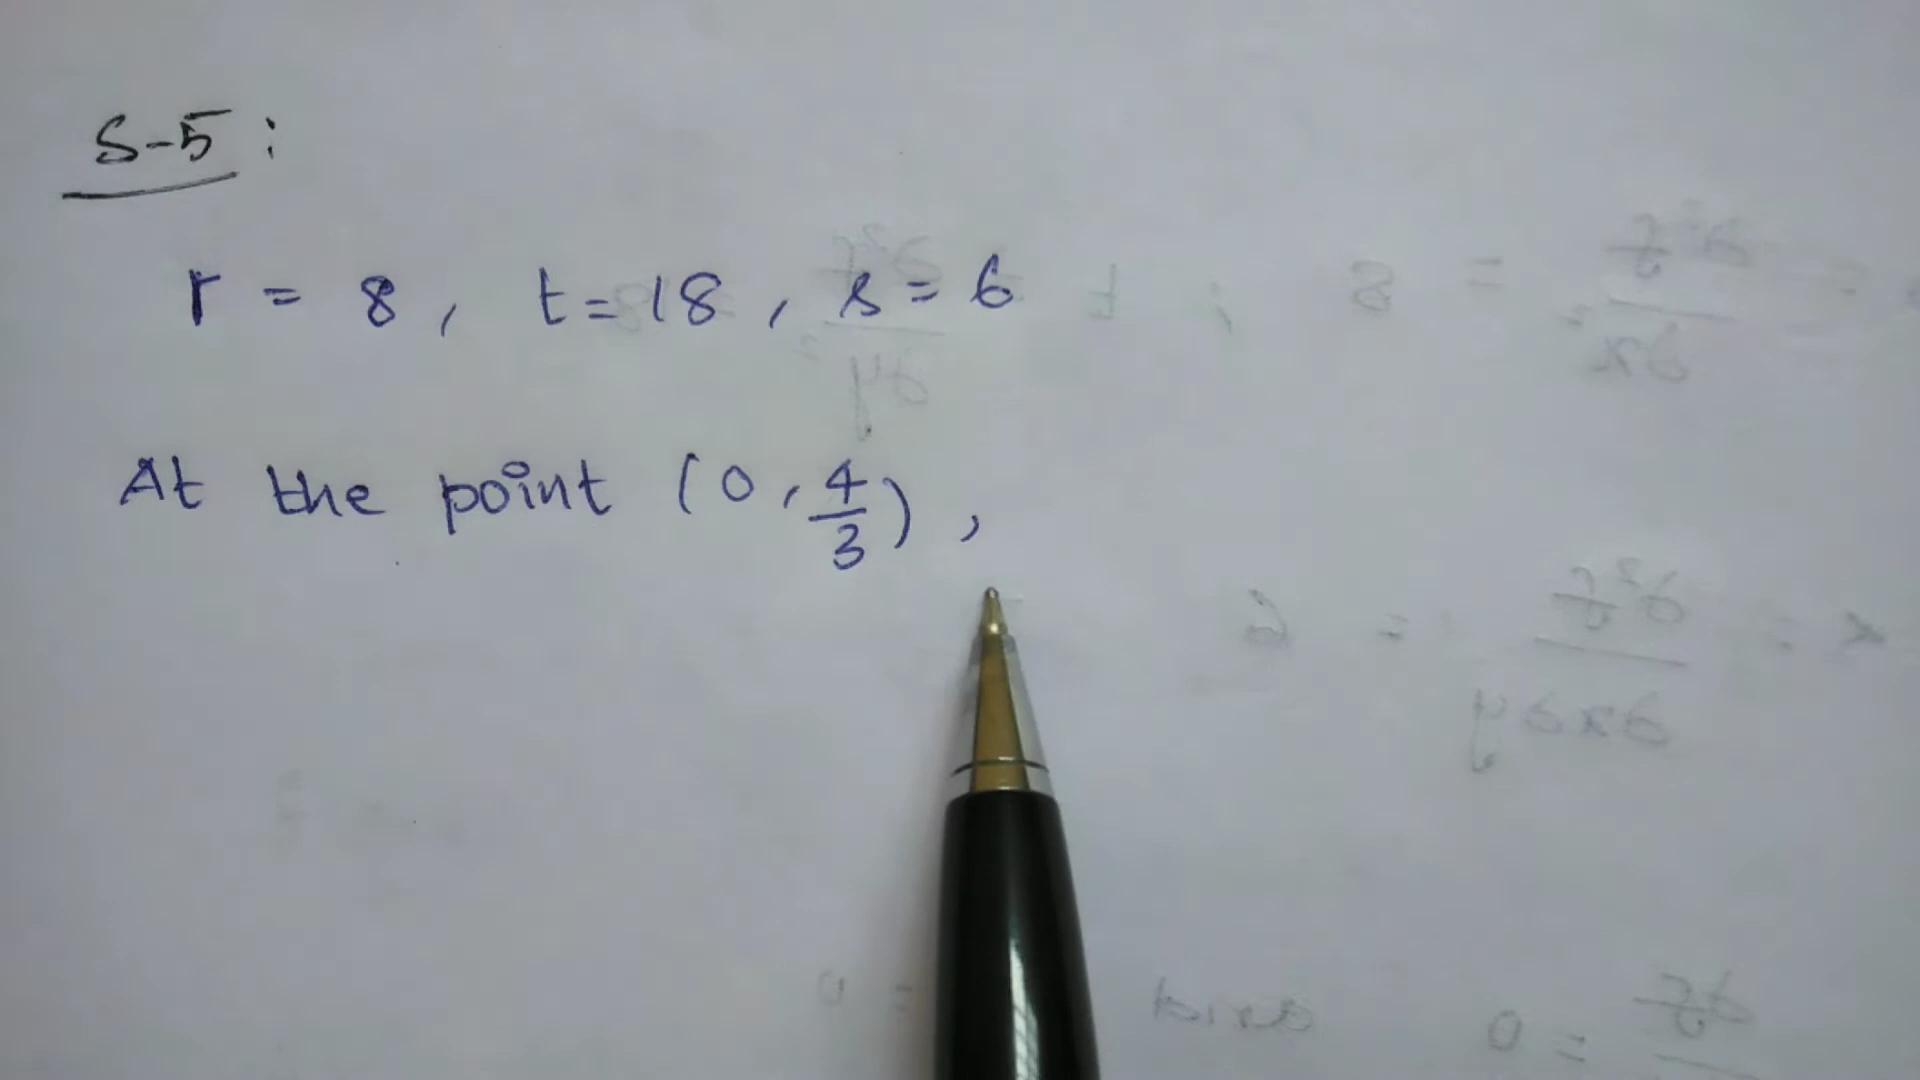 S-5 :
r = 8 , t = 18 , s = 6
At the point (0, 4/3) ,